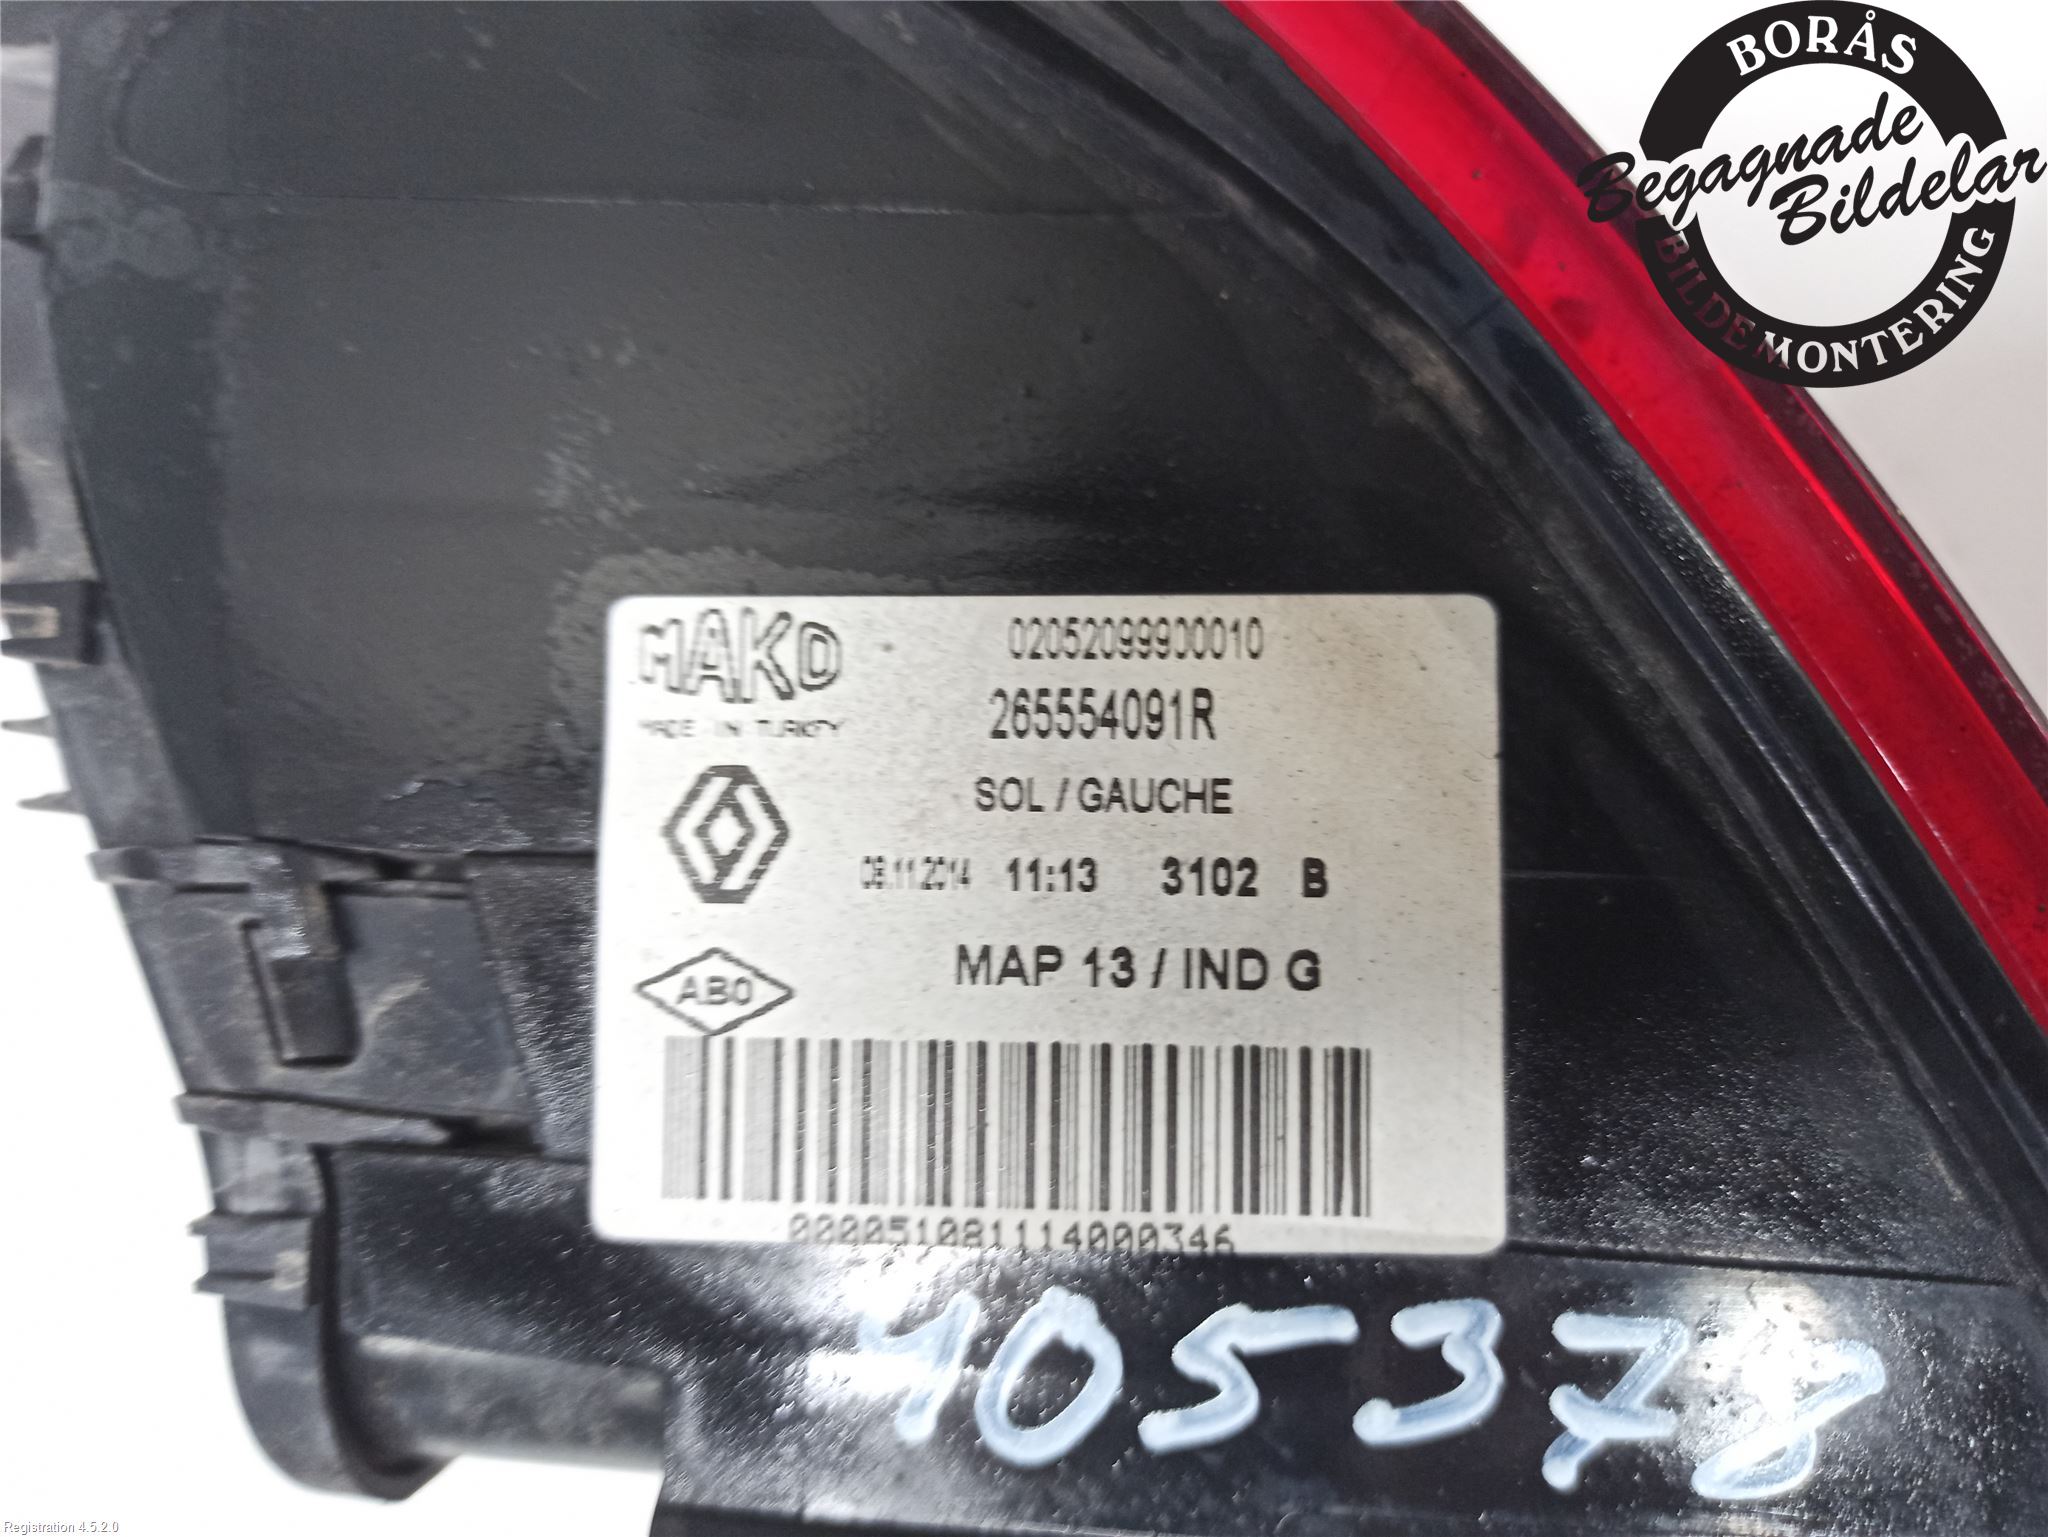 BORÅS
Begagnade
Bildelar
BILDEMONTERING
MAKO
02052099900010
MADE IN TURKEY
265554091R
SOL / GAUCHE
08.11.2014 11:13 3102 B
MAP 13 / IND G
ABO
000051081114000346
405378
Registration 4.5.2.0